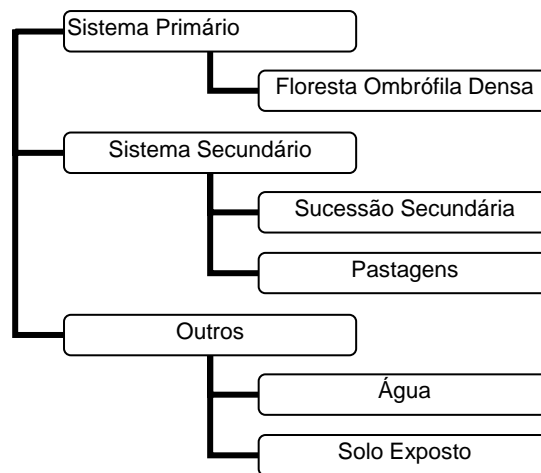 Sistema Primário
Floresta Ombrófila Densa
Sistema Secundário
Sucessão Secundária
Pastagens
Outros
Água
Solo Exposto